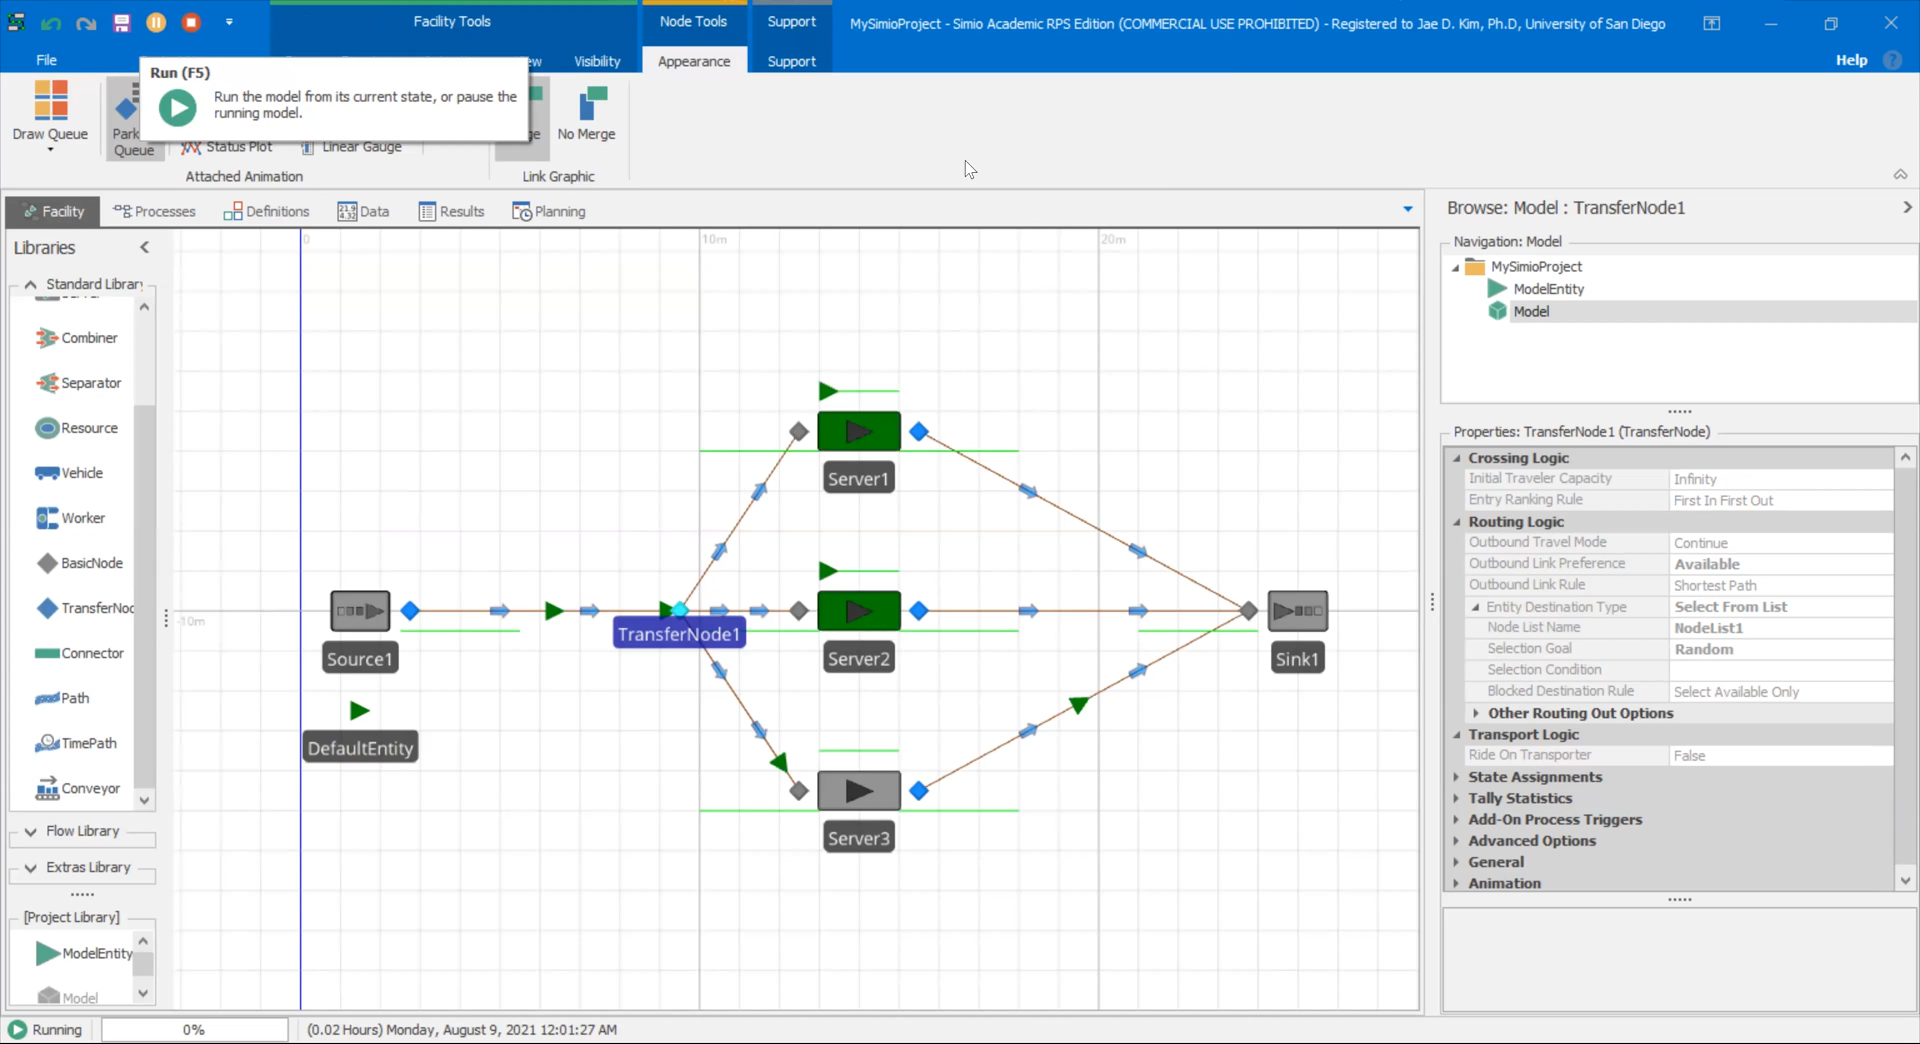 Facility Tools
Node Tools
Support
MySimioProject - Simio Academic RPS Edition (COMMERCIAL USE PROHIBITED) - Registered to Jae D. Kim, Ph.D, University of San Diego
File
ew
Visibility
Appearance
Support
Help
Run (F5)
Run the model from its current state, or pause the
running model.
Draw Queue
Park
Queue
Status Plot
Linear Gauge
ge
No Merge
Attached Animation
Link Graphic
Facility
Processes
Definitions
Data
Results
Planning
Libraries
Standard Library
Combiner
Separator
Resource
Vehicle
Worker
BasicNode
TransferNod
Connector
Path
TimePath
Conveyor
Flow Library
Extras Library
[Project Library]
ModelEntity
Model
0
10m
20m
-10m
Server1
TransferNode1
Source1
Server2
Sink1
DefaultEntity
Server3
Browse: Model : TransferNode1
Navigation: Model
MySimioProject
ModelEntity
Model
Properties: TransferNode1 (TransferNode)
Crossing Logic
Initial Traveler Capacity Infinity
Entry Ranking Rule First In First Out
Routing Logic
Outbound Travel Mode Continue
Outbound Link Preference Available
Outbound Link Rule Shortest Path
Entity Destination Type Select From List
Node List Name NodeList1
Selection Goal Random
Selection Condition
Blocked Destination Rule Select Available Only
Other Routing Out Options
Transport Logic
Ride On Transporter False
State Assignments
Tally Statistics
Add-On Process Triggers
Advanced Options
General
Animation
Running
0%
(0.02 Hours) Monday, August 9, 2021 12:01:27 AM